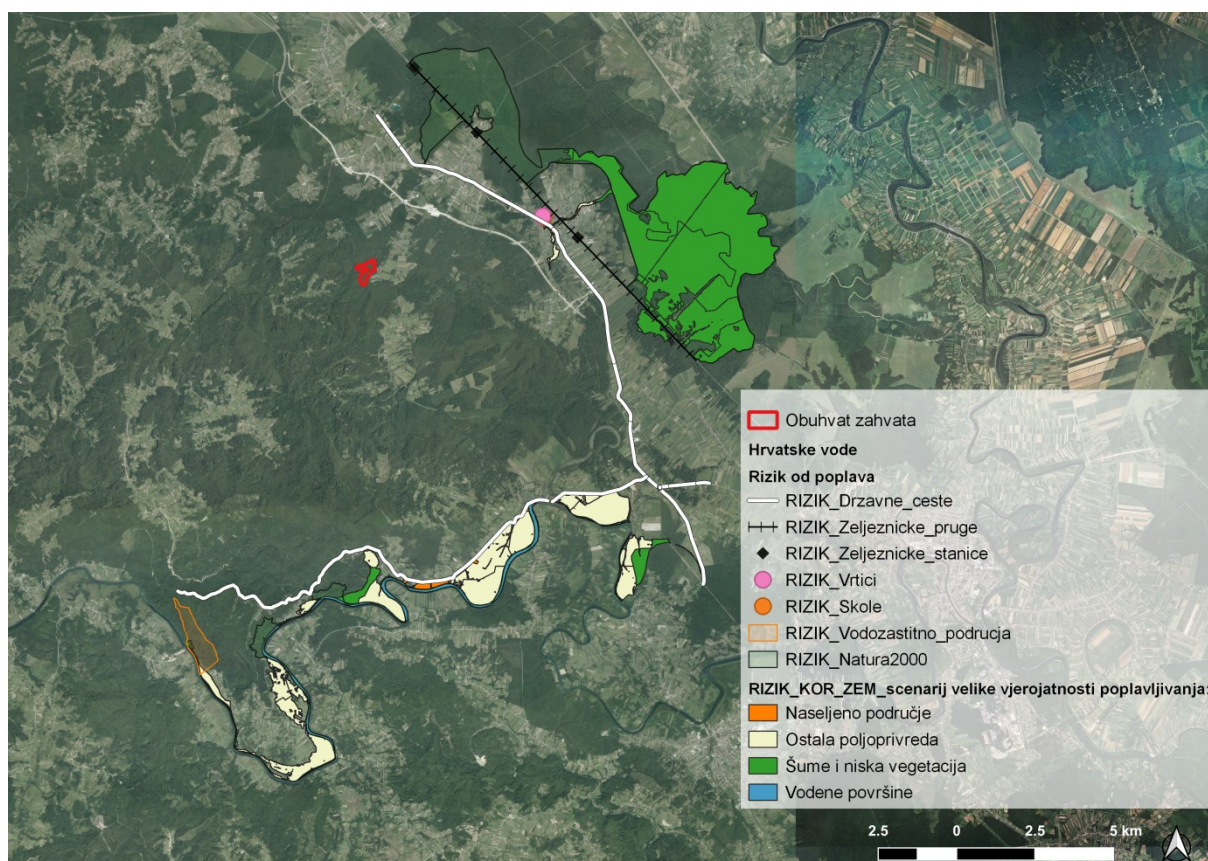 Obuhvat zahvata
Hrvatske vode
Rizik od poplava
RIZIK_Drzavne_ceste
RIZIK_Zeljeznicke_pruge
RIZIK_Zeljeznicke_stanice
RIZIK_Vrtici
RIZIK_Skole
RIZIK_Vodozastitno_podrucja
RIZIK_Natura2000
RIZIK_KOR_ZEM_scenarij velike vjerojatnosti poplavljivanja:
Naseljeno područje
Ostala poljoprivreda
Šume i niska vegetacija
Vodene površine
2.5 0 2.5 5 km